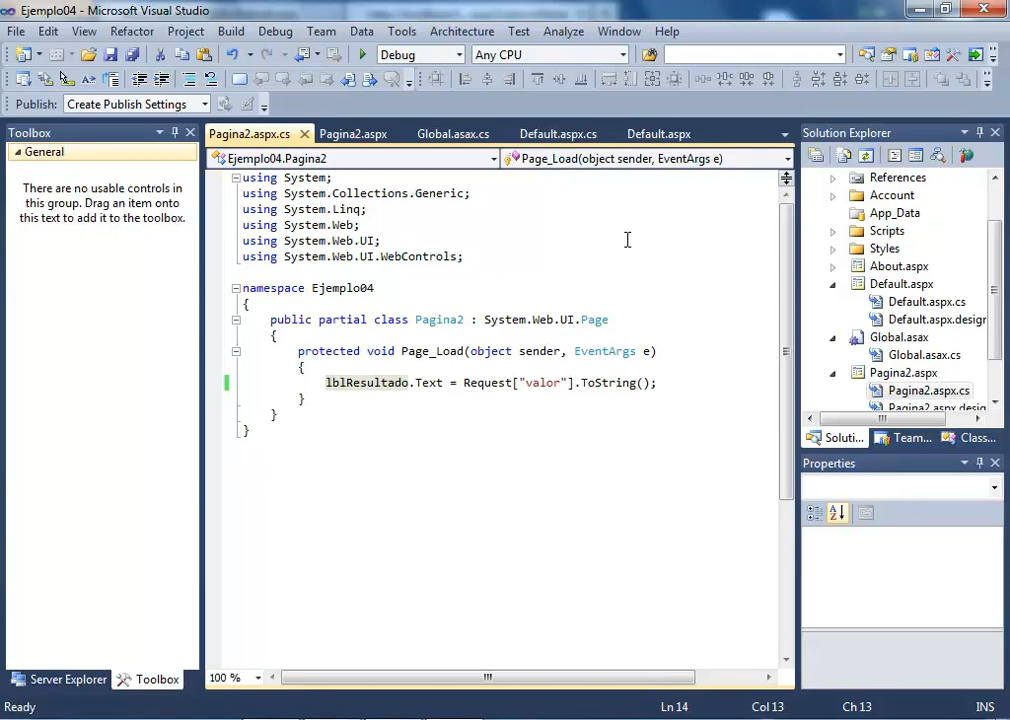 Ejemplo04 - Microsoft Visual Studio
File Edit View Refactor Project Build Debug Team Data Tools Architecture Test Analyze Window Help
Debug Any CPU
Publish: Create Publish Settings
Toolbox
General
There are no usable controls in
this group. Drag an item onto
this text to add it to the toolbox.
Server Explorer Toolbox
Pagina2.aspx.cs Pagina2.aspx Global.asax.cs Default.aspx.cs Default.aspx
Ejemplo04.Pagina2 Page_Load(object sender, EventArgs e)
using System;
using System.Collections.Generic;
using System.Linq;
using System.Web;
using System.Web.UI;
using System.Web.UI.WebControls;
namespace Ejemplo04
{
public partial class Pagina2 : System.Web.UI.Page
{
protected void Page_Load(object sender, EventArgs e)
{
lblResultado.Text = Request["valor"].ToString();
}
}
}
100 %
Solution Explorer
References
Account
App_Data
Scripts
Styles
About.aspx
Default.aspx
Default.aspx.cs
Default.aspx.design
Global.asax
Global.asax.cs
Pagina2.aspx
Pagina2.aspx.cs
Pagina2.aspx.desig
Soluti... Team... Class...
Properties
Ready Ln 14 Col 13 Ch 13 INS